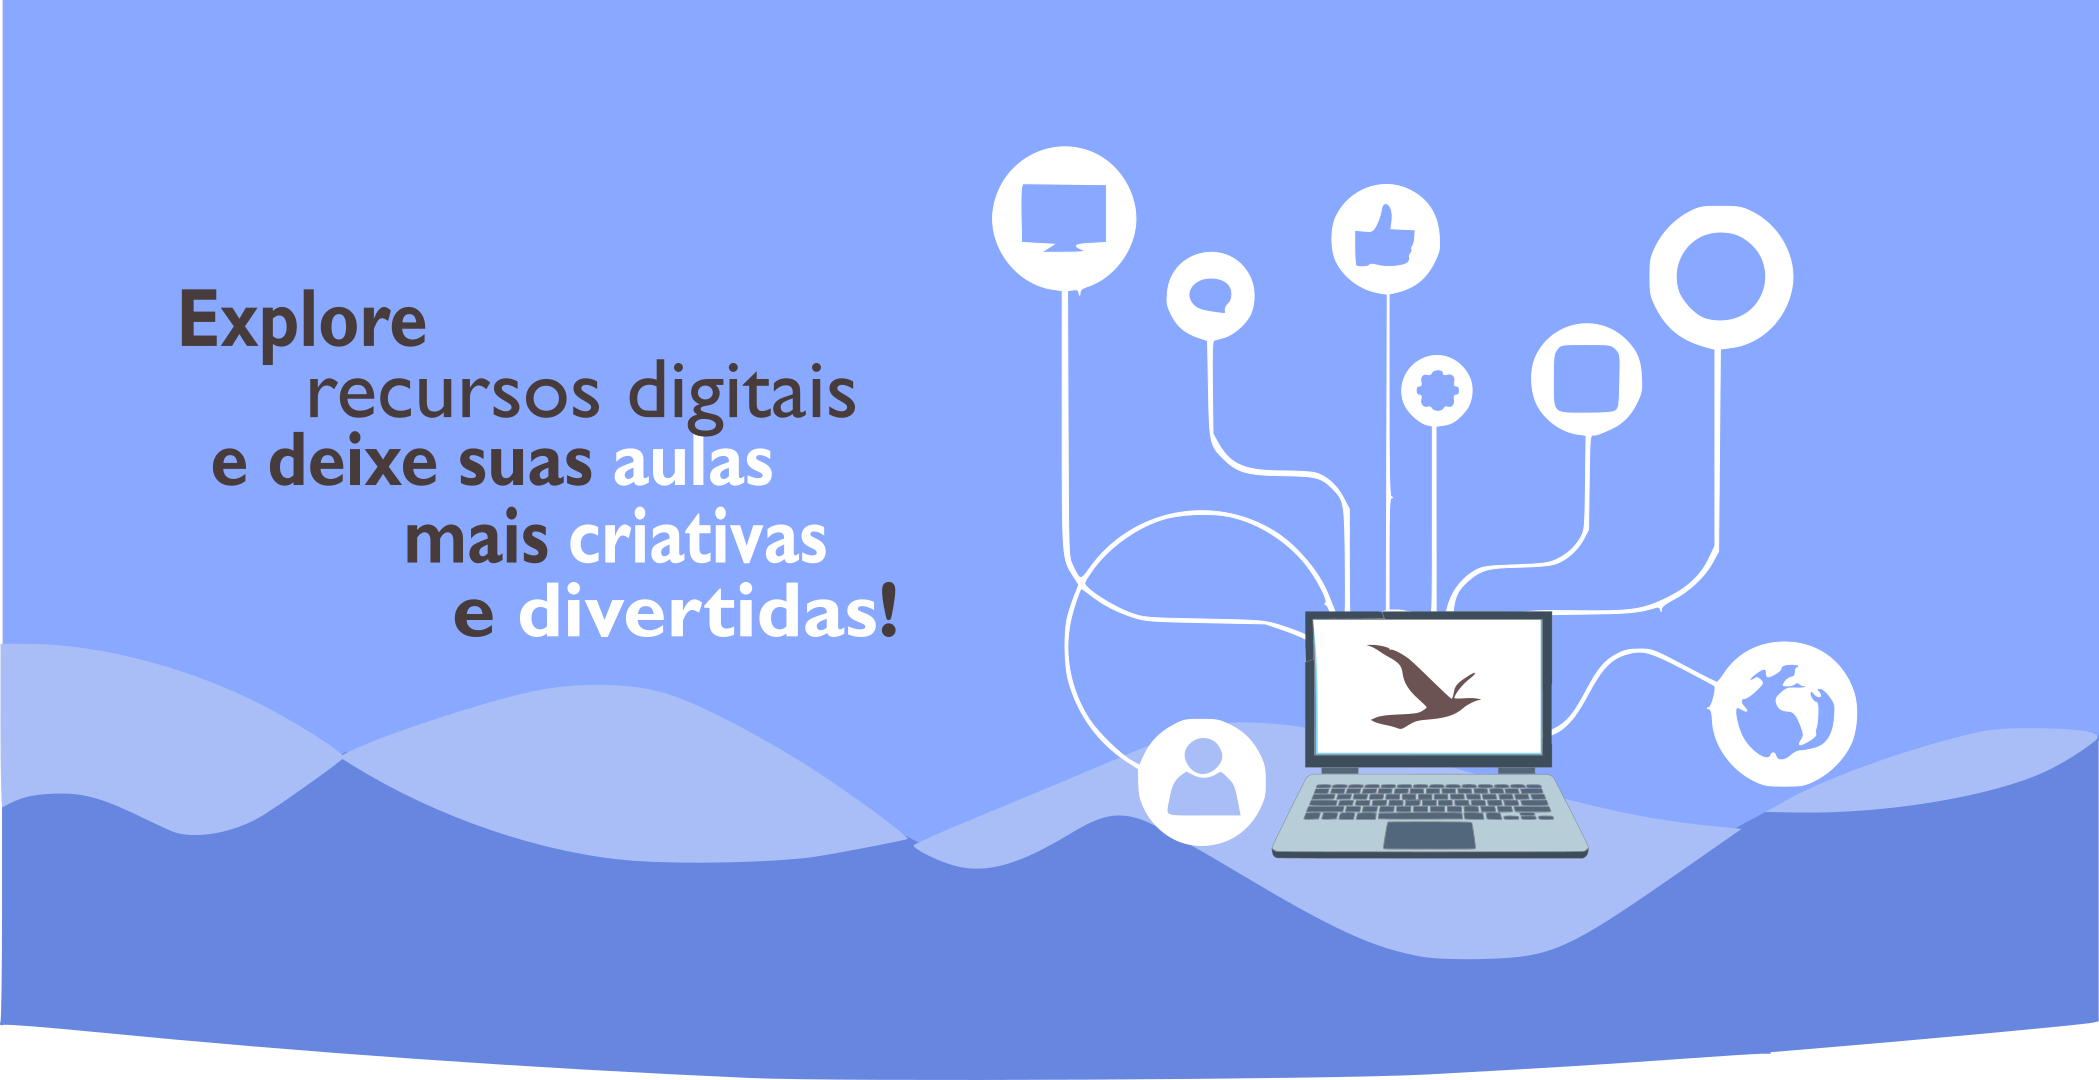 Explore
recursos digitais
e deixe suas aulas
mais criativas
e divertidas!